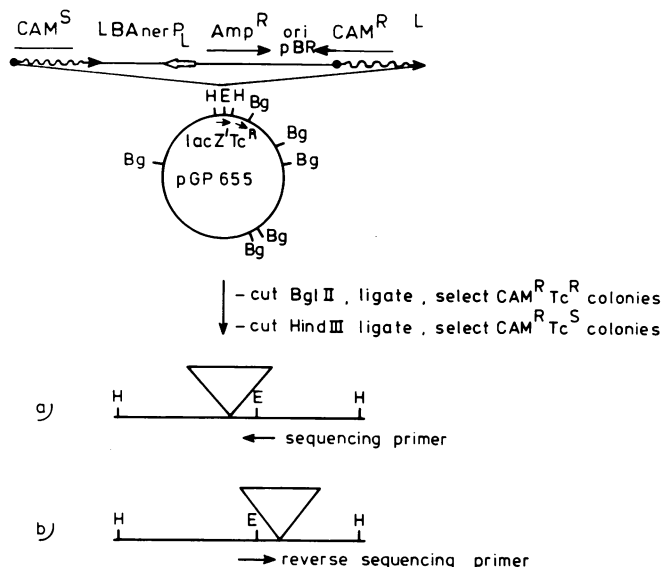 CAM^S LBAnerP_L Amp^R ori pBR CAM^R L
H E H Bg
lacZ' Tc^R Bg
Bg Bg
pGP 655
Bg Bg
– cut BglII, ligate, select CAM^R Tc^R colonies
– cut HindIII ligate, select CAM^R Tc^S colonies
a)
H E H
sequencing primer
b)
H E H
reverse sequencing primer